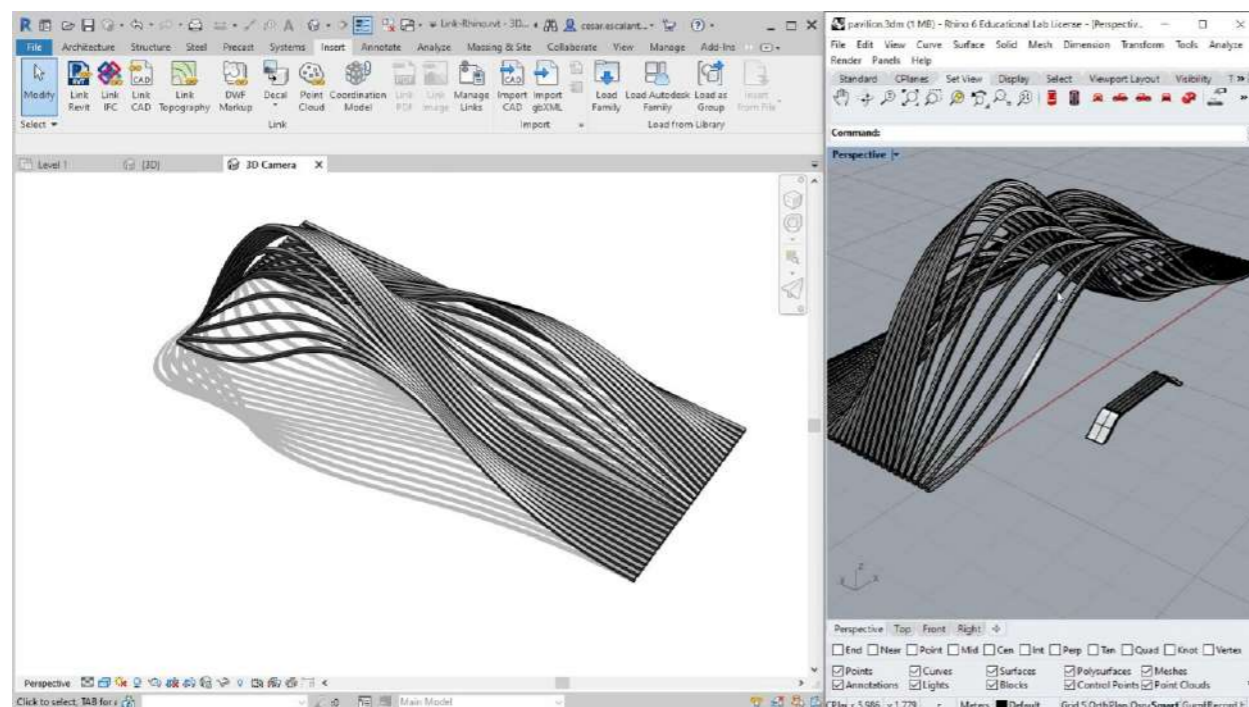 Link-Rhino.rvt - 3D...
cesar.escalant...
File Architecture Structure Steel Precast Systems Insert Annotate Analyze Massing & Site Collaborate View Manage Add-Ins
Modify
Link Revit
Link IFC
Link CAD
Link Topography
DWF Markup
Decal
Point Cloud
Coordination Model
Link PDF
Link Image
Manage Links
Import CAD
Import gbXML
Load Family
Load Autodesk Family
Load as Group
Insert from File
Select
Link
Import
Load from Library
Level 1
{3D}
3D Camera X
Perspective
Click to select, TAB for a
Main Model
pavilion.3dm (1 MB) - Rhino 6 Educational Lab License - [Perspectiv...
File Edit View Curve Surface Solid Mesh Dimension Transform Tools Analyze
Render Panels Help
Standard CPlanes Set View Display Select Viewport Layout Visibility T
Command:
Perspective
z
x
Perspective Top Front Right
End Near Point Mid Cen Int Perp Tan Quad Knot Vertex
Points Curves Surfaces Polysurfaces Meshes
Annotations Lights Blocks Control Points Point Clouds
Meters Default